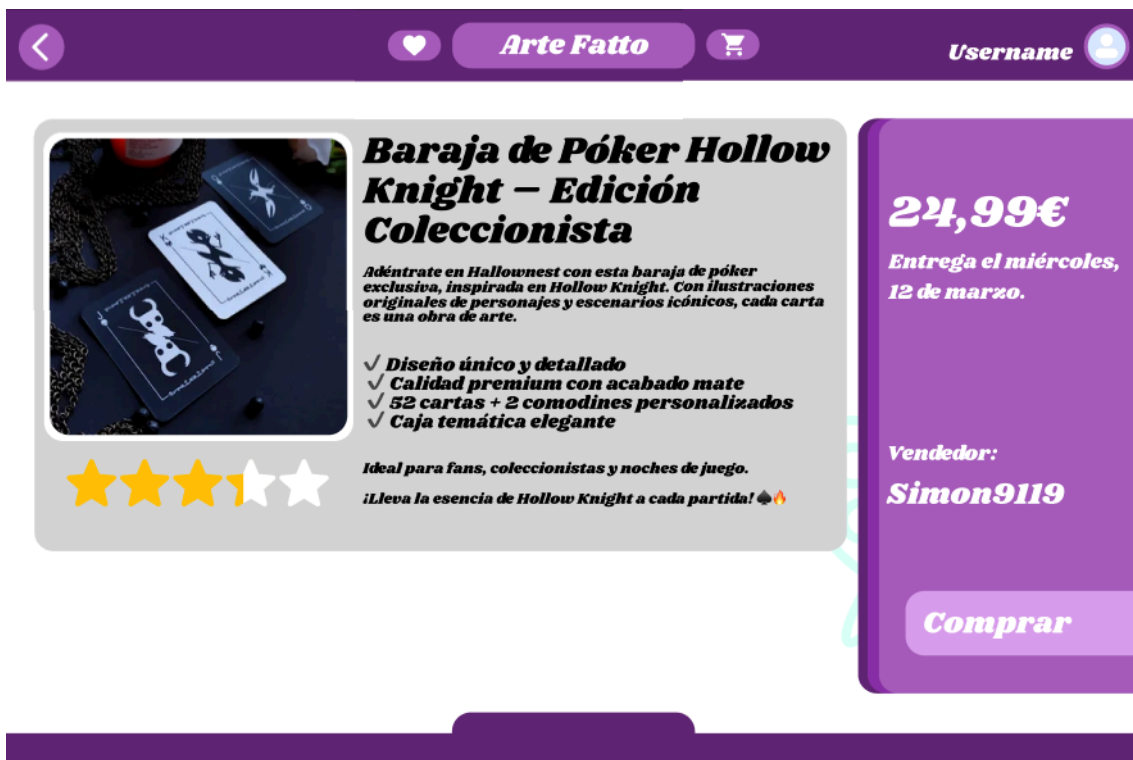 Arte Fatto
Username
Baraja de Póker Hollow
Knight – Edición
Coleccionista
Adéntrate en Hallownest con esta baraja de póker
exclusiva, inspirada en Hollow Knight. Con ilustraciones
originales de personajes y escenarios icónicos, cada carta
es una obra de arte.
✓ Diseño único y detallado
✓ Calidad premium con acabado mate
✓ 52 cartas + 2 comodines personalizados
✓ Caja temática elegante
Ideal para fans, coleccionistas y noches de juego.
¡Lleva la esencia de Hollow Knight a cada partida! ♠️🔥
24,99€
Entrega el miércoles,
12 de marzo.
Vendedor:
Simon9119
Comprar